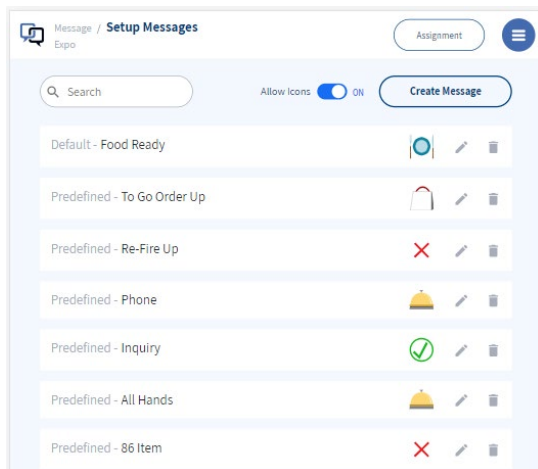 Message / Setup Messages
Expo
Assignment
Search
Allow Icons ON
Create Message
Default - Food Ready
Predefined - To Go Order Up
Predefined - Re-Fire Up
Predefined - Phone
Predefined - Inquiry
Predefined - All Hands
Predefined - 86 Item